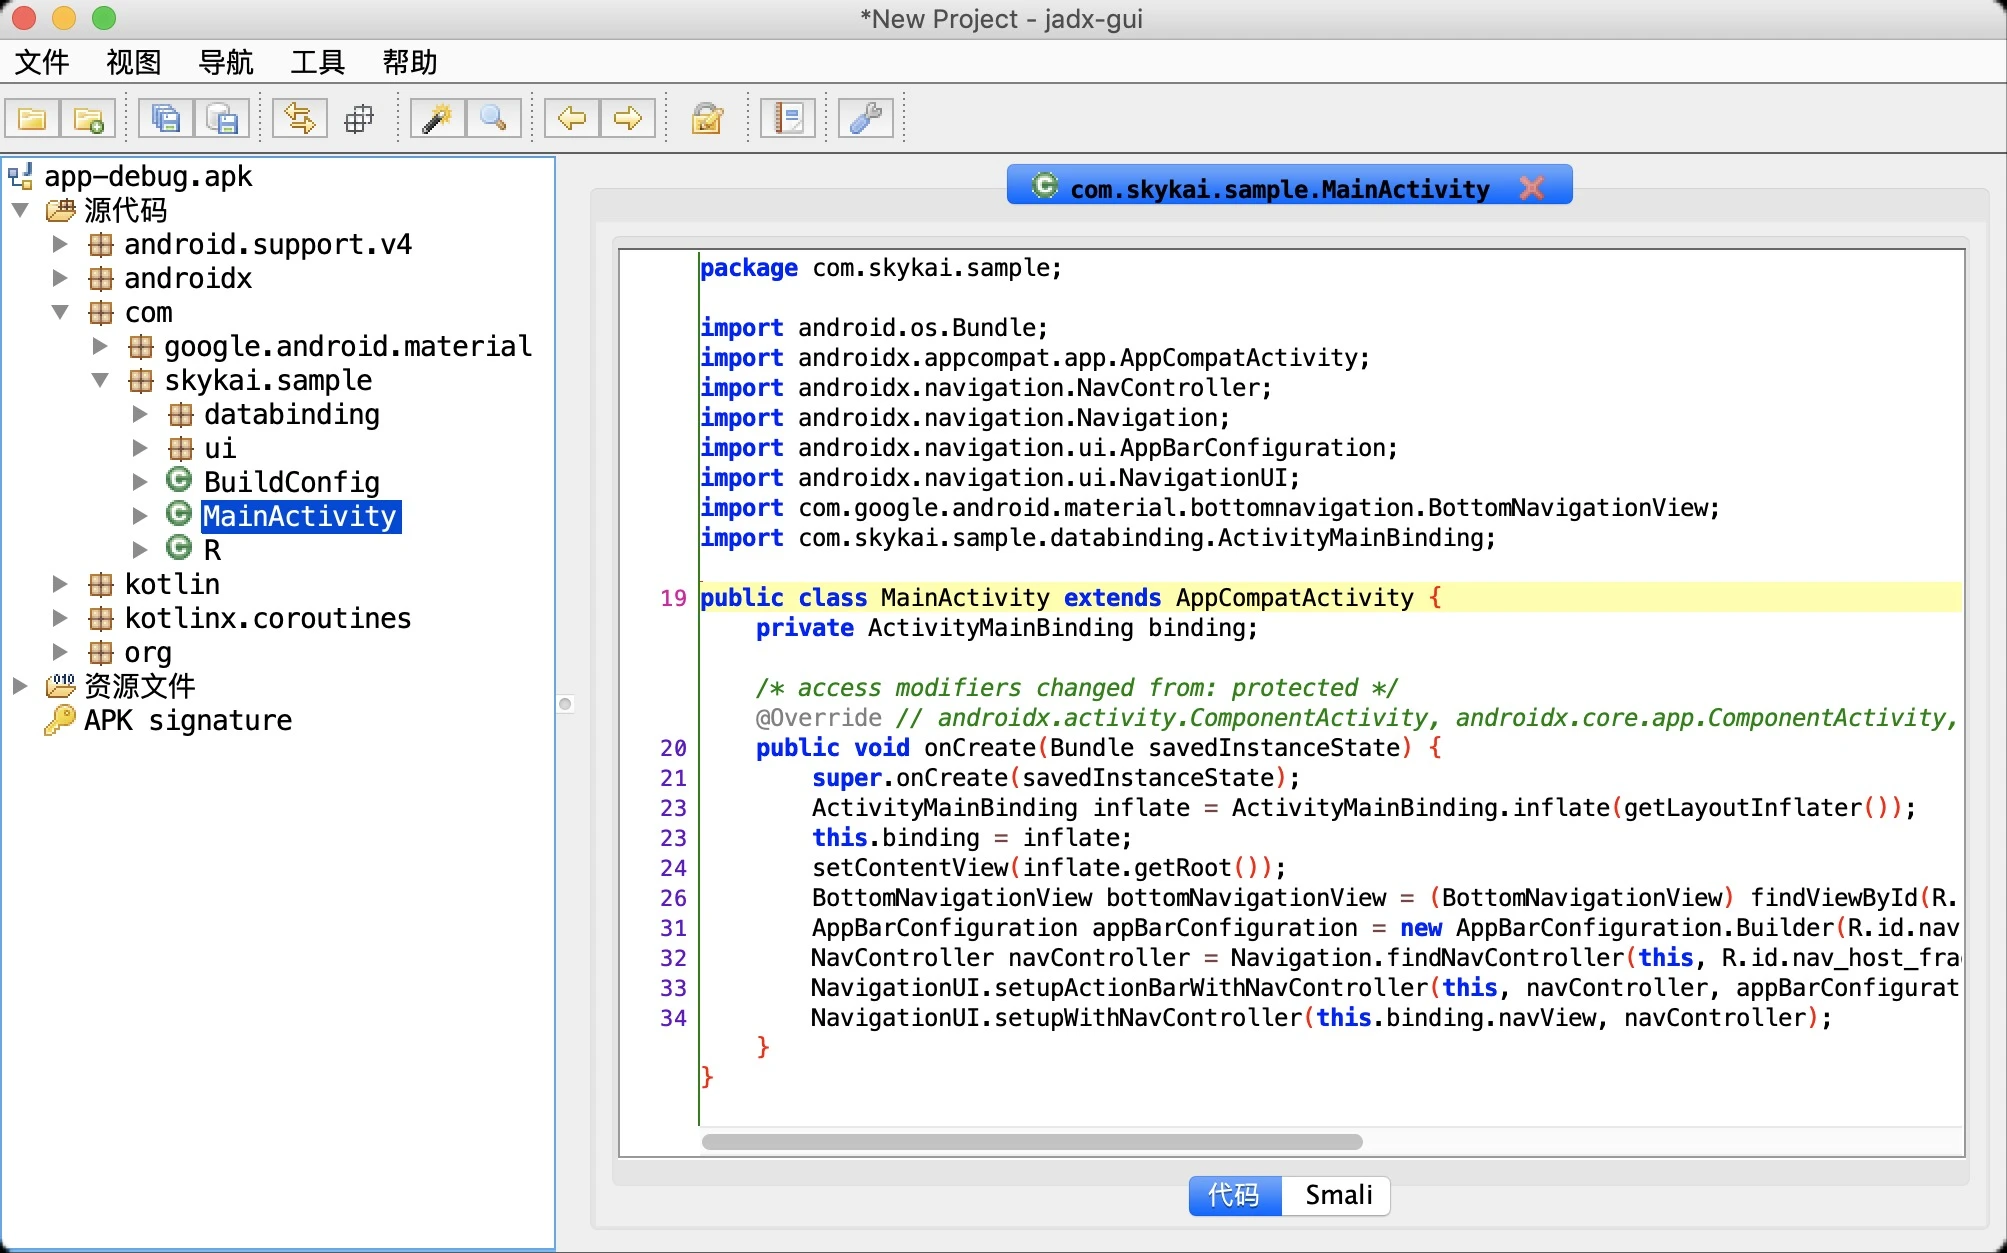 *New Project - jadx-gui
文件 视图 导航 工具 帮助
app-debug.apk
源代码
android.support.v4
androidx
com
google.android.material
skykai.sample
databinding
ui
BuildConfig
MainActivity
R
kotlin
kotlinx.coroutines
org
资源文件
APK signature
com.skykai.sample.MainActivity
package com.skykai.sample;
import android.os.Bundle;
import androidx.appcompat.app.AppCompatActivity;
import androidx.navigation.NavController;
import androidx.navigation.Navigation;
import androidx.navigation.ui.AppBarConfiguration;
import androidx.navigation.ui.NavigationUI;
import com.google.android.material.bottomnavigation.BottomNavigationView;
import com.skykai.sample.databinding.ActivityMainBinding;
19 public class MainActivity extends AppCompatActivity {
private ActivityMainBinding binding;
/* access modifiers changed from: protected */
@Override // androidx.activity.ComponentActivity, androidx.core.app.ComponentActivity,
20 public void onCreate(Bundle savedInstanceState) {
21 super.onCreate(savedInstanceState);
23 ActivityMainBinding inflate = ActivityMainBinding.inflate(getLayoutInflater());
23 this.binding = inflate;
24 setContentView(inflate.getRoot());
26 BottomNavigationView bottomNavigationView = (BottomNavigationView) findViewById(R.
31 AppBarConfiguration appBarConfiguration = new AppBarConfiguration.Builder(R.id.nav
32 NavController navController = Navigation.findNavController(this, R.id.nav_host_fra
33 NavigationUI.setupActionBarWithNavController(this, navController, appBarConfigurat
34 NavigationUI.setupWithNavController(this.binding.navView, navController);
}
}
代码 Smali